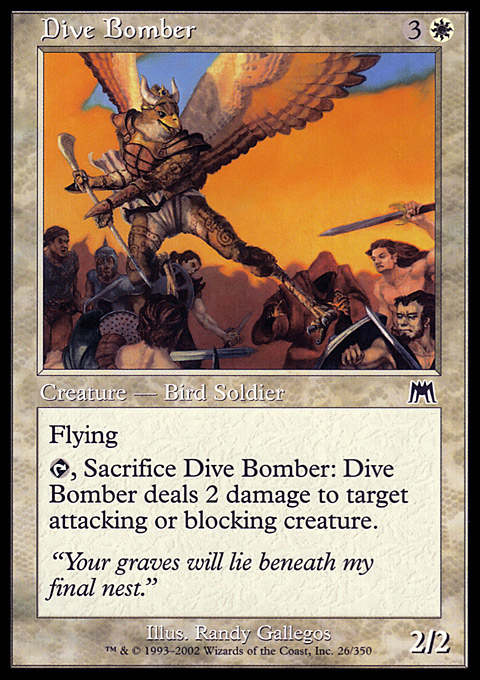 Dive Bomber 3
Creature — Bird Soldier
Flying
, Sacrifice Dive Bomber: Dive
Bomber deals 2 damage to target
attacking or blocking creature.
“Your graves will lie beneath my
final nest.”
Illus. Randy Gallegos
™ & © 1993–2002 Wizards of the Coast, Inc. 26/350
2/2